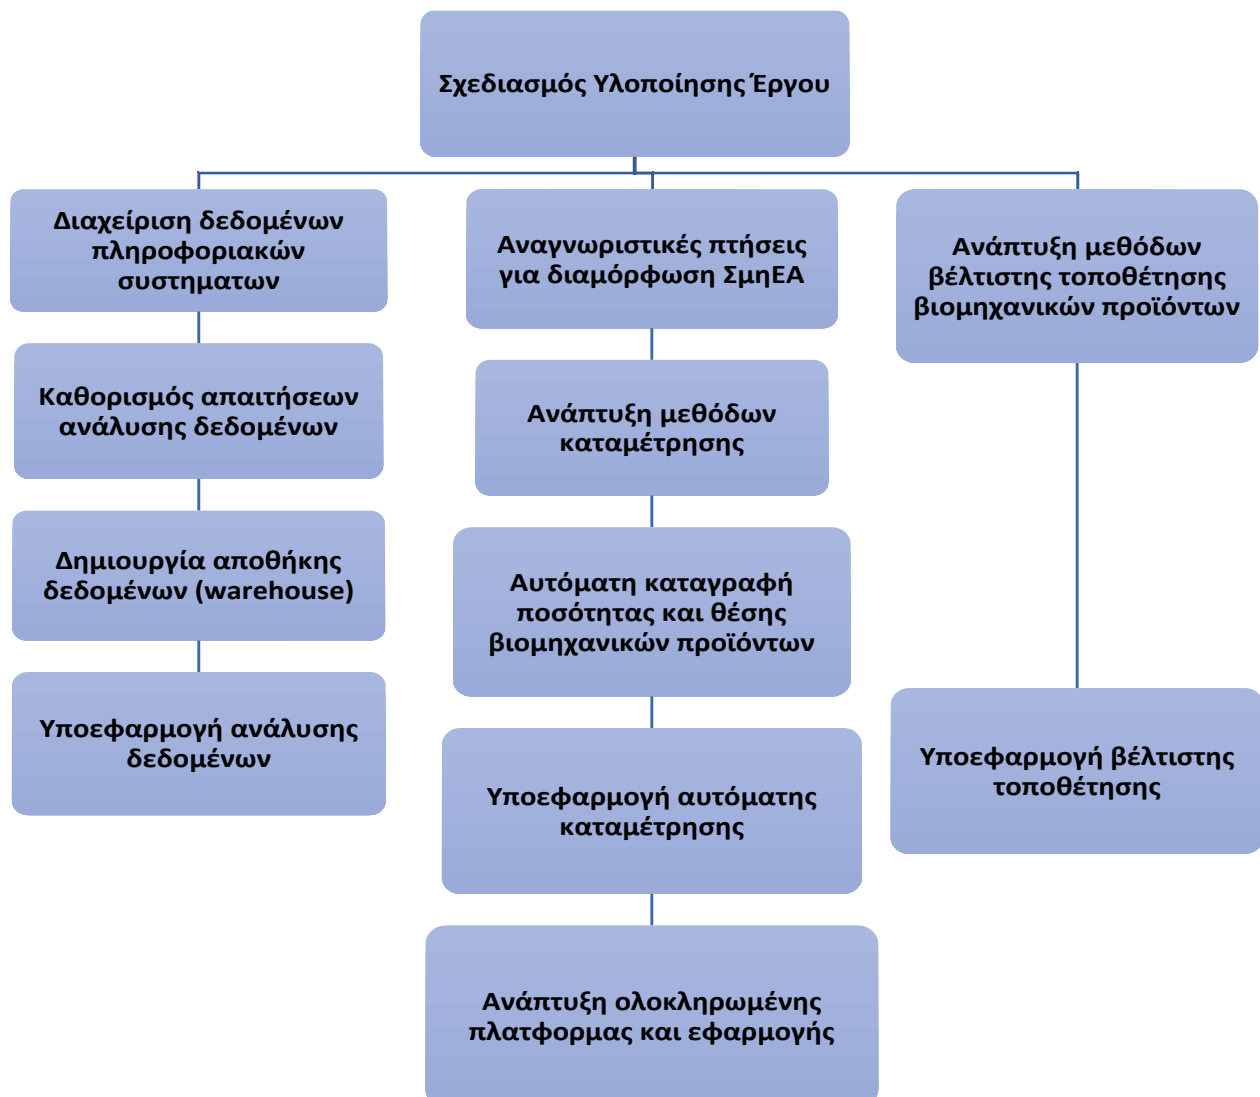 Σχεδιασμός Υλοποίησης Έργου
Διαχείριση δεδομένων
πληροφοριακών
συστηματων
Καθορισμός απαιτήσεων
ανάλυσης δεδομένων
Δημιουργία αποθήκης
δεδομένων (warehouse)
Υποεφαρμογή ανάλυσης
δεδομένων
Αναγνωριστικές πτήσεις
για διαμόρφωση ΣμηΕΑ
Ανάπτυξη μεθόδων
καταμέτρησης
Αυτόματη καταγραφή
ποσότητας και θέσης
βιομηχανικών προϊόντων
Υποεφαρμογή αυτόματης
καταμέτρησης
Ανάπτυξη ολοκληρωμένης
πλατφορμας και εφαρμογής
Ανάπτυξη μεθόδων
βέλτιστης τοποθέτησης
βιομηχανικών προϊόντων
Υποεφαρμογή βέλτιστης
τοποθέτησης